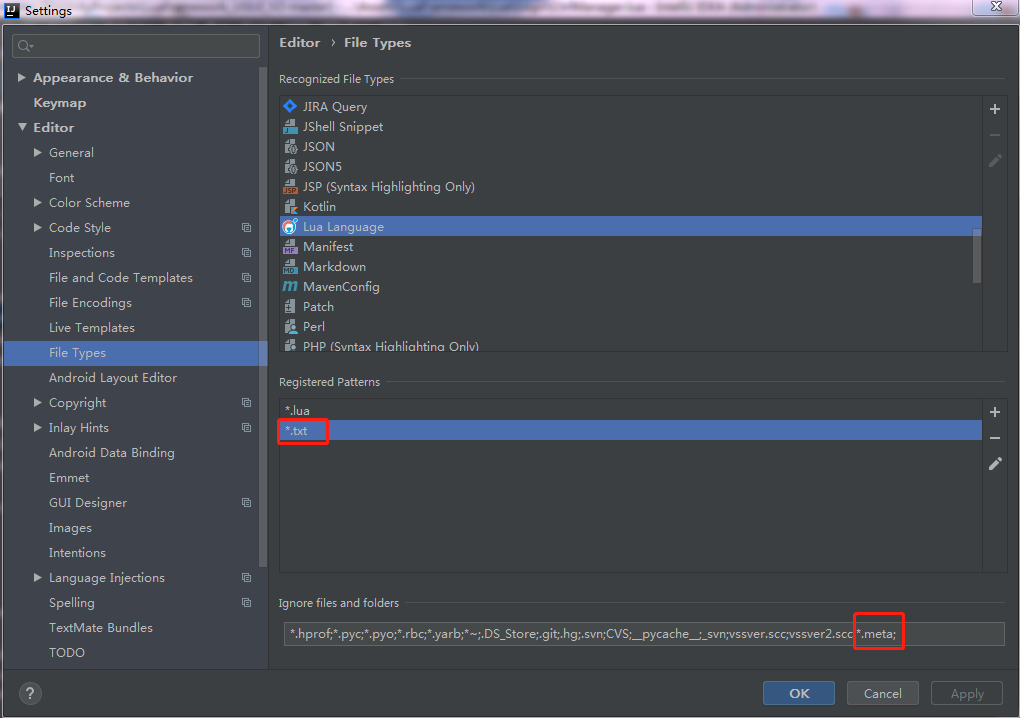 Settings
Editor › File Types
Recognized File Types
Appearance & Behavior
Keymap
Editor
General
Font
Color Scheme
Code Style
Inspections
File and Code Templates
File Encodings
Live Templates
File Types
Android Layout Editor
Copyright
Inlay Hints
Android Data Binding
Emmet
GUI Designer
Images
Intentions
Language Injections
Spelling
TextMate Bundles
TODO
JIRA Query
JShell Snippet
JSON
JSON5
JSP (Syntax Highlighting Only)
Kotlin
Lua Language
Manifest
Markdown
MavenConfig
Patch
Perl
PHP (Syntax Highlighting Only)
Registered Patterns
*.lua
*.txt
Ignore files and folders
*.hprof;*.pyc;*.pyo;*.rbc;*.yarb;*~;.DS_Store;.git;.hg;.svn;CVS;__pycache__;_svn;vssver.scc;vssver2.scc;*.meta;
?
OK
Cancel
Apply